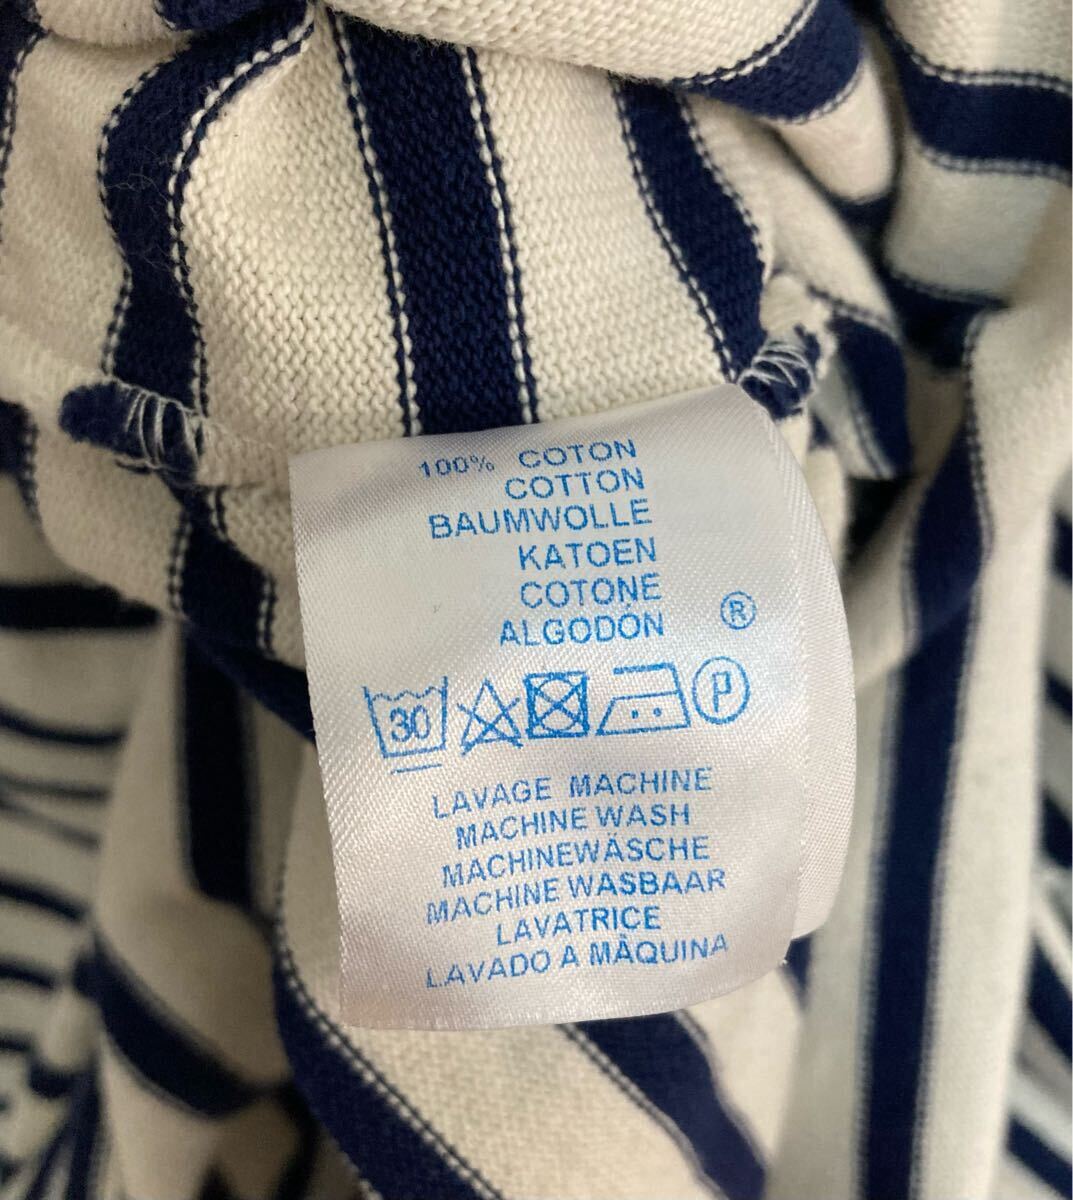 100% COTON
COTTON
BAUMWOLLE
KATOEN
COTONE
ALGODÓN ®
30 P
LAVAGE MACHINE
MACHINE WASH
MACHINEWÄSCHE
MACHINE WASBAAR
LAVATRICE
LAVADO A MÀQUINA